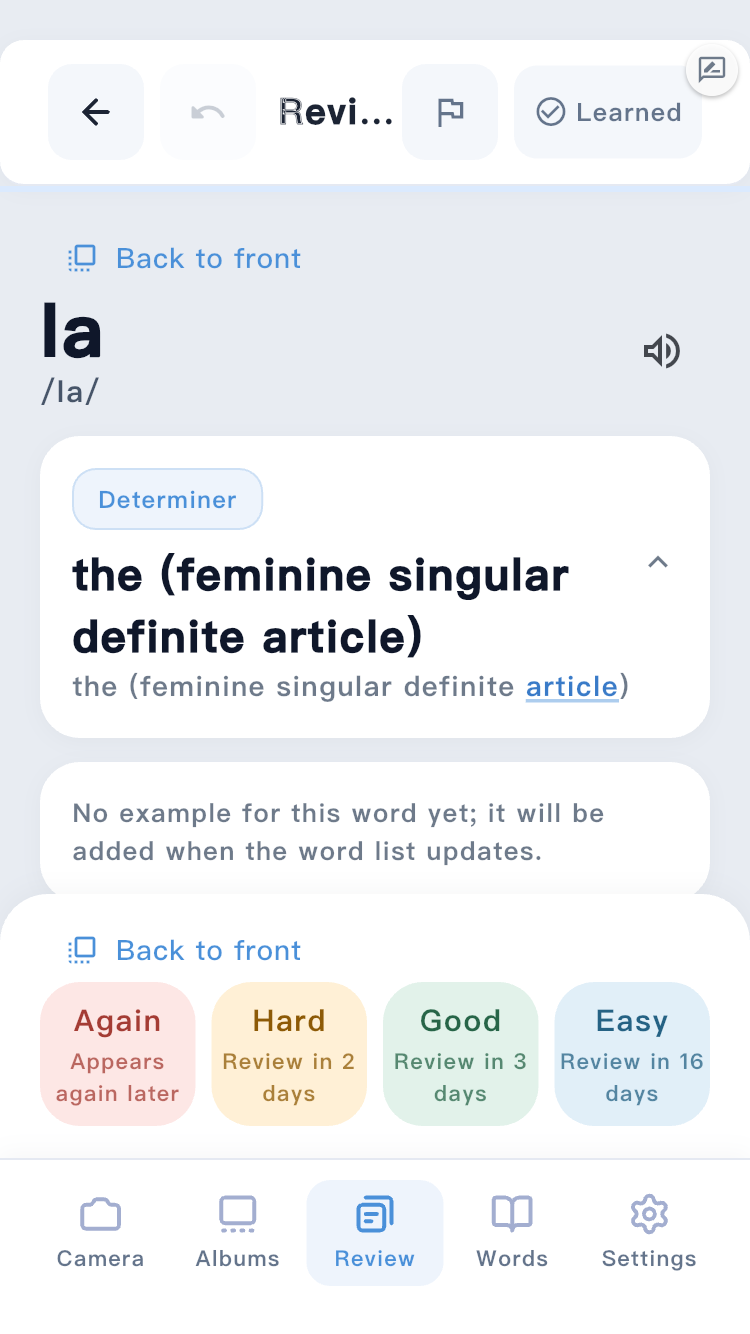 Revi...
Learned
Back to front
la
/la/
Determiner
the (feminine singular
definite article)
the (feminine singular definite article)
No example for this word yet; it will be
added when the word list updates.
Back to front
Again
Appears
again later
Hard
Review in 2
days
Good
Review in 3
days
Easy
Review in 16
days
Camera
Albums
Review
Words
Settings